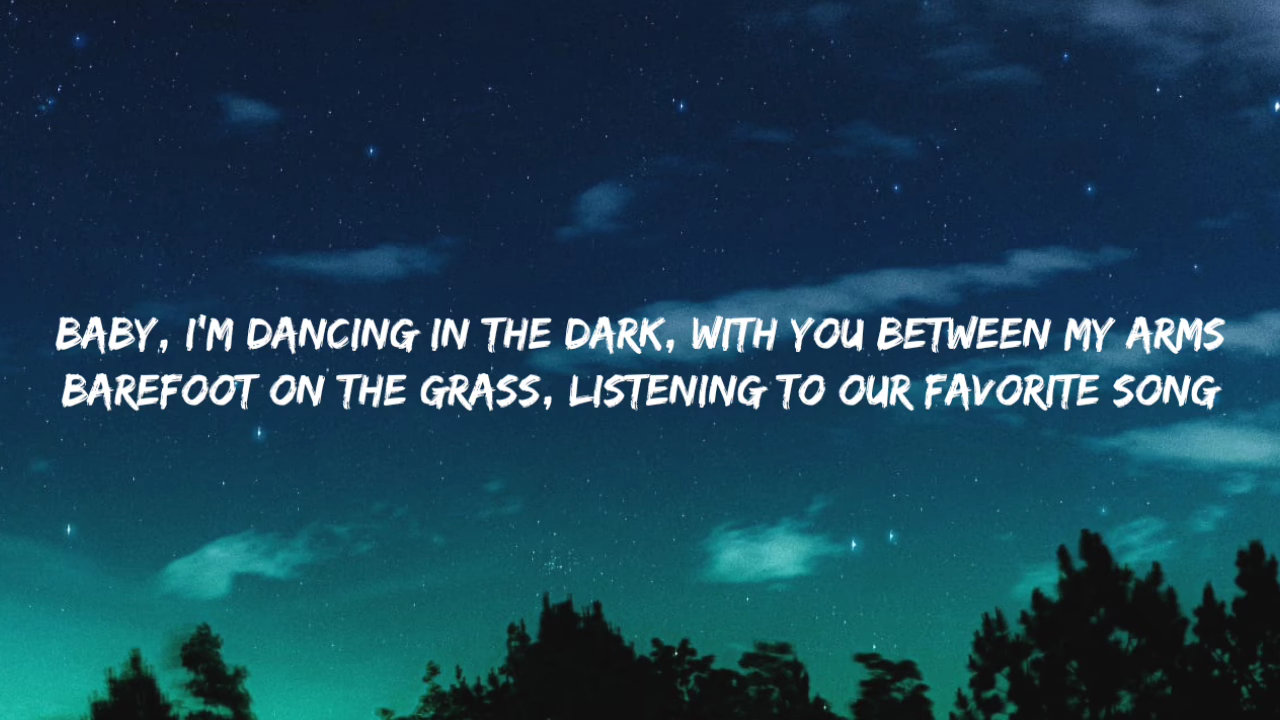 BABY, I'M DANCING IN THE DARK, WITH YOU BETWEEN MY ARMS
BAREFOOT ON THE GRASS, LISTENING TO OUR FAVORITE SONG